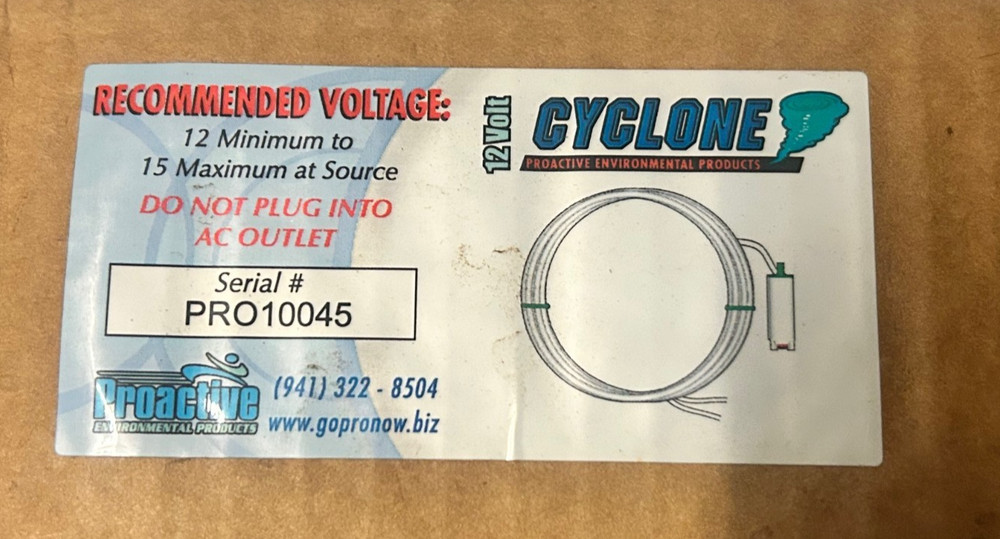 RECOMMENDED VOLTAGE:
12 Minimum to
15 Maximum at Source
DO NOT PLUG INTO
AC OUTLET
Serial #
PRO10045
Proactive
ENVIRONMENTAL PRODUCTS
(941) 322 - 8504
www.gopronow.biz
12 Volt
CYCLONE
PROACTIVE ENVIRONMENTAL PRODUCTS